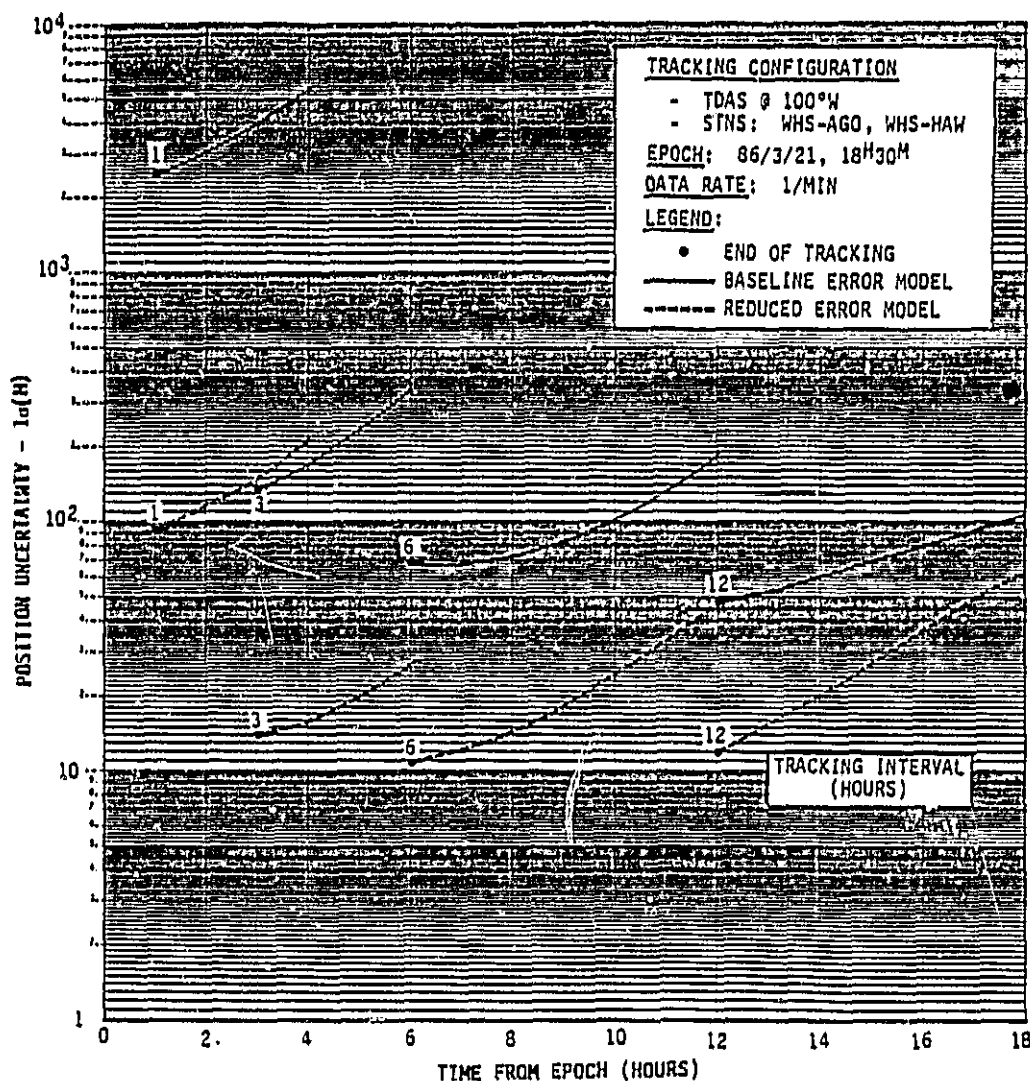 10⁴
TRACKING CONFIGURATION
- TDAS @ 100°W
- STNS: WHS-AGO, WHS-HAW
EPOCH: 86/3/21, 18ᴴ30ᴹ
DATA RATE: 1/MIN
LEGEND:
● END OF TRACKING
BASELINE ERROR MODEL
REDUCED ERROR MODEL
1
10³
POSITION UNCERTAINTY - 1σ(M)
1
3
10²
6
12
3
6
12
TRACKING INTERVAL
(HOURS)
10
1
0 2 4 6 8 10 12 14 16 18
TIME FROM EPOCH (HOURS)